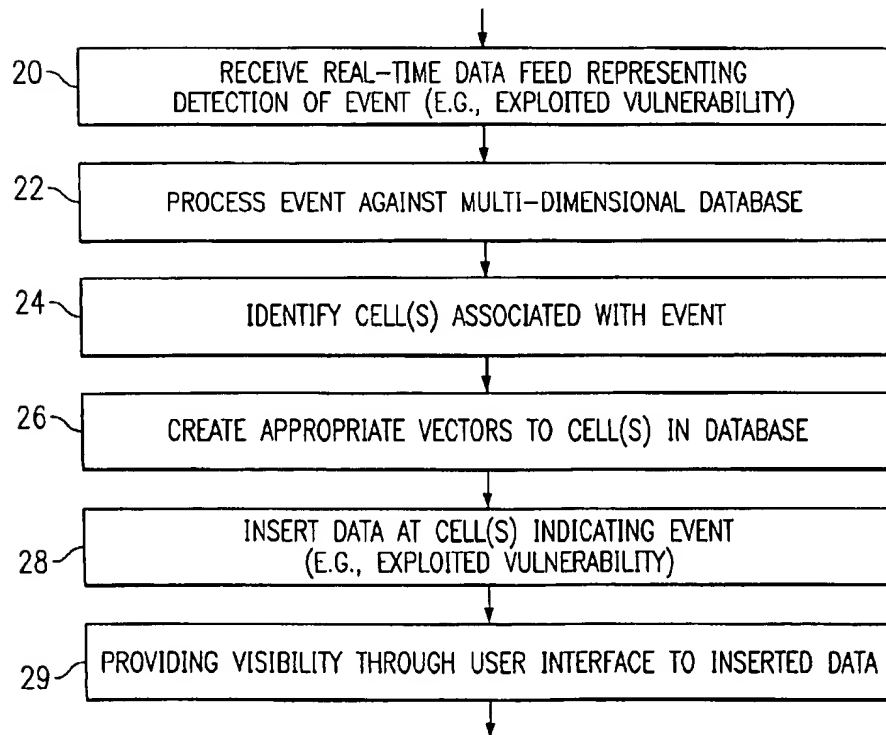 20
RECEIVE REAL-TIME DATA FEED REPRESENTING
DETECTION OF EVENT (E.G., EXPLOITED VULNERABILITY)
22
PROCESS EVENT AGAINST MULTI-DIMENSIONAL DATABASE
24
IDENTIFY CELL(S) ASSOCIATED WITH EVENT
26
CREATE APPROPRIATE VECTORS TO CELL(S) IN DATABASE
28
INSERT DATA AT CELL(S) INDICATING EVENT
(E.G., EXPLOITED VULNERABILITY)
29
PROVIDING VISIBILITY THROUGH USER INTERFACE TO INSERTED DATA